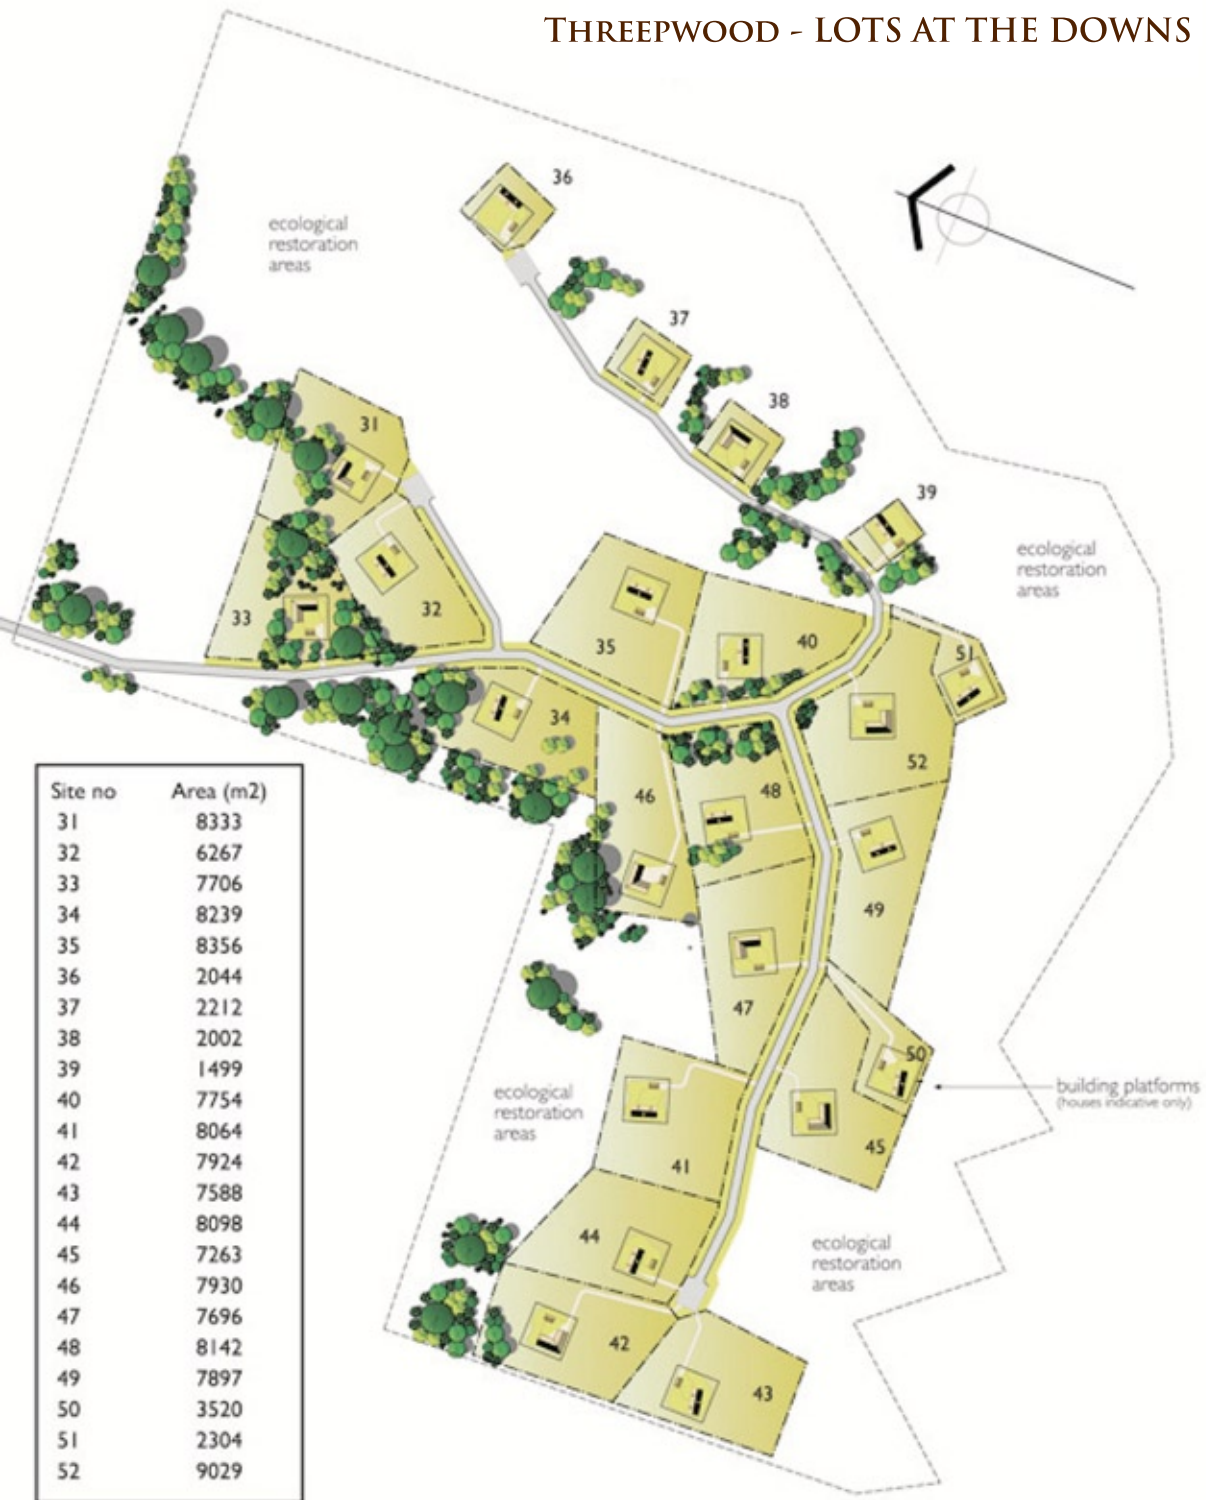 THREEPWOOD - LOTS AT THE DOWNS
36
ecological
restoration
areas
37
38
31
39
ecological
restoration
areas
33
32
35
40
51
34
52
46
48
49
47
50
building platforms
(houses indicative only)
ecological
restoration
areas
45
41
44
ecological
restoration
areas
42
43
Site no Area (m2)
31 8333
32 6267
33 7706
34 8239
35 8356
36 2044
37 2212
38 2002
39 1499
40 7754
41 8064
42 7924
43 7588
44 8098
45 7263
46 7930
47 7696
48 8142
49 7897
50 3520
51 2304
52 9029